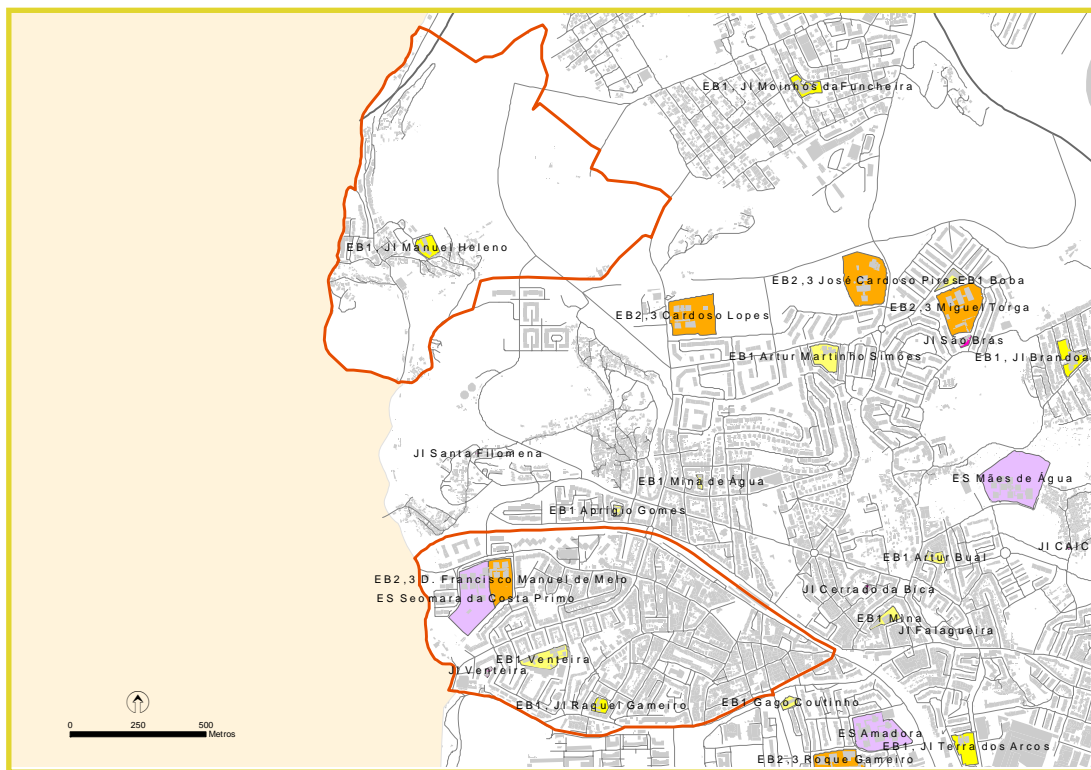 EB1, JI Moinhos da Funcheira
EB1, JI Manuel Heleno
EB2,3 José Cardoso Pires
EB1 Boba
EB2,3 Miguel Torga
EB2,3 Cardoso Lopes
JI São Brás
EB1 Artur Martinho Simões
EB1, JI Brandoa
JI Santa Filomena
ES Mães de Água
EB1 Mina de Água
EB1 Aprígio Gomes
JI CAIC
EB1 Artur Bual
EB2,3 D. Francisco Manuel de Melo
JI Cerrado da Bica
ES Seomara da Costa Primo
EB1 Mina
JI Falagueira
EB1 Venteira
JI Venteira
EB1, JI Raquel Gameiro
EB1 Gago Coutinho
0 250 500
Metros
ES Amadora
EB1, JI Terra dos Arcos
EB2,3 Roque Gameiro